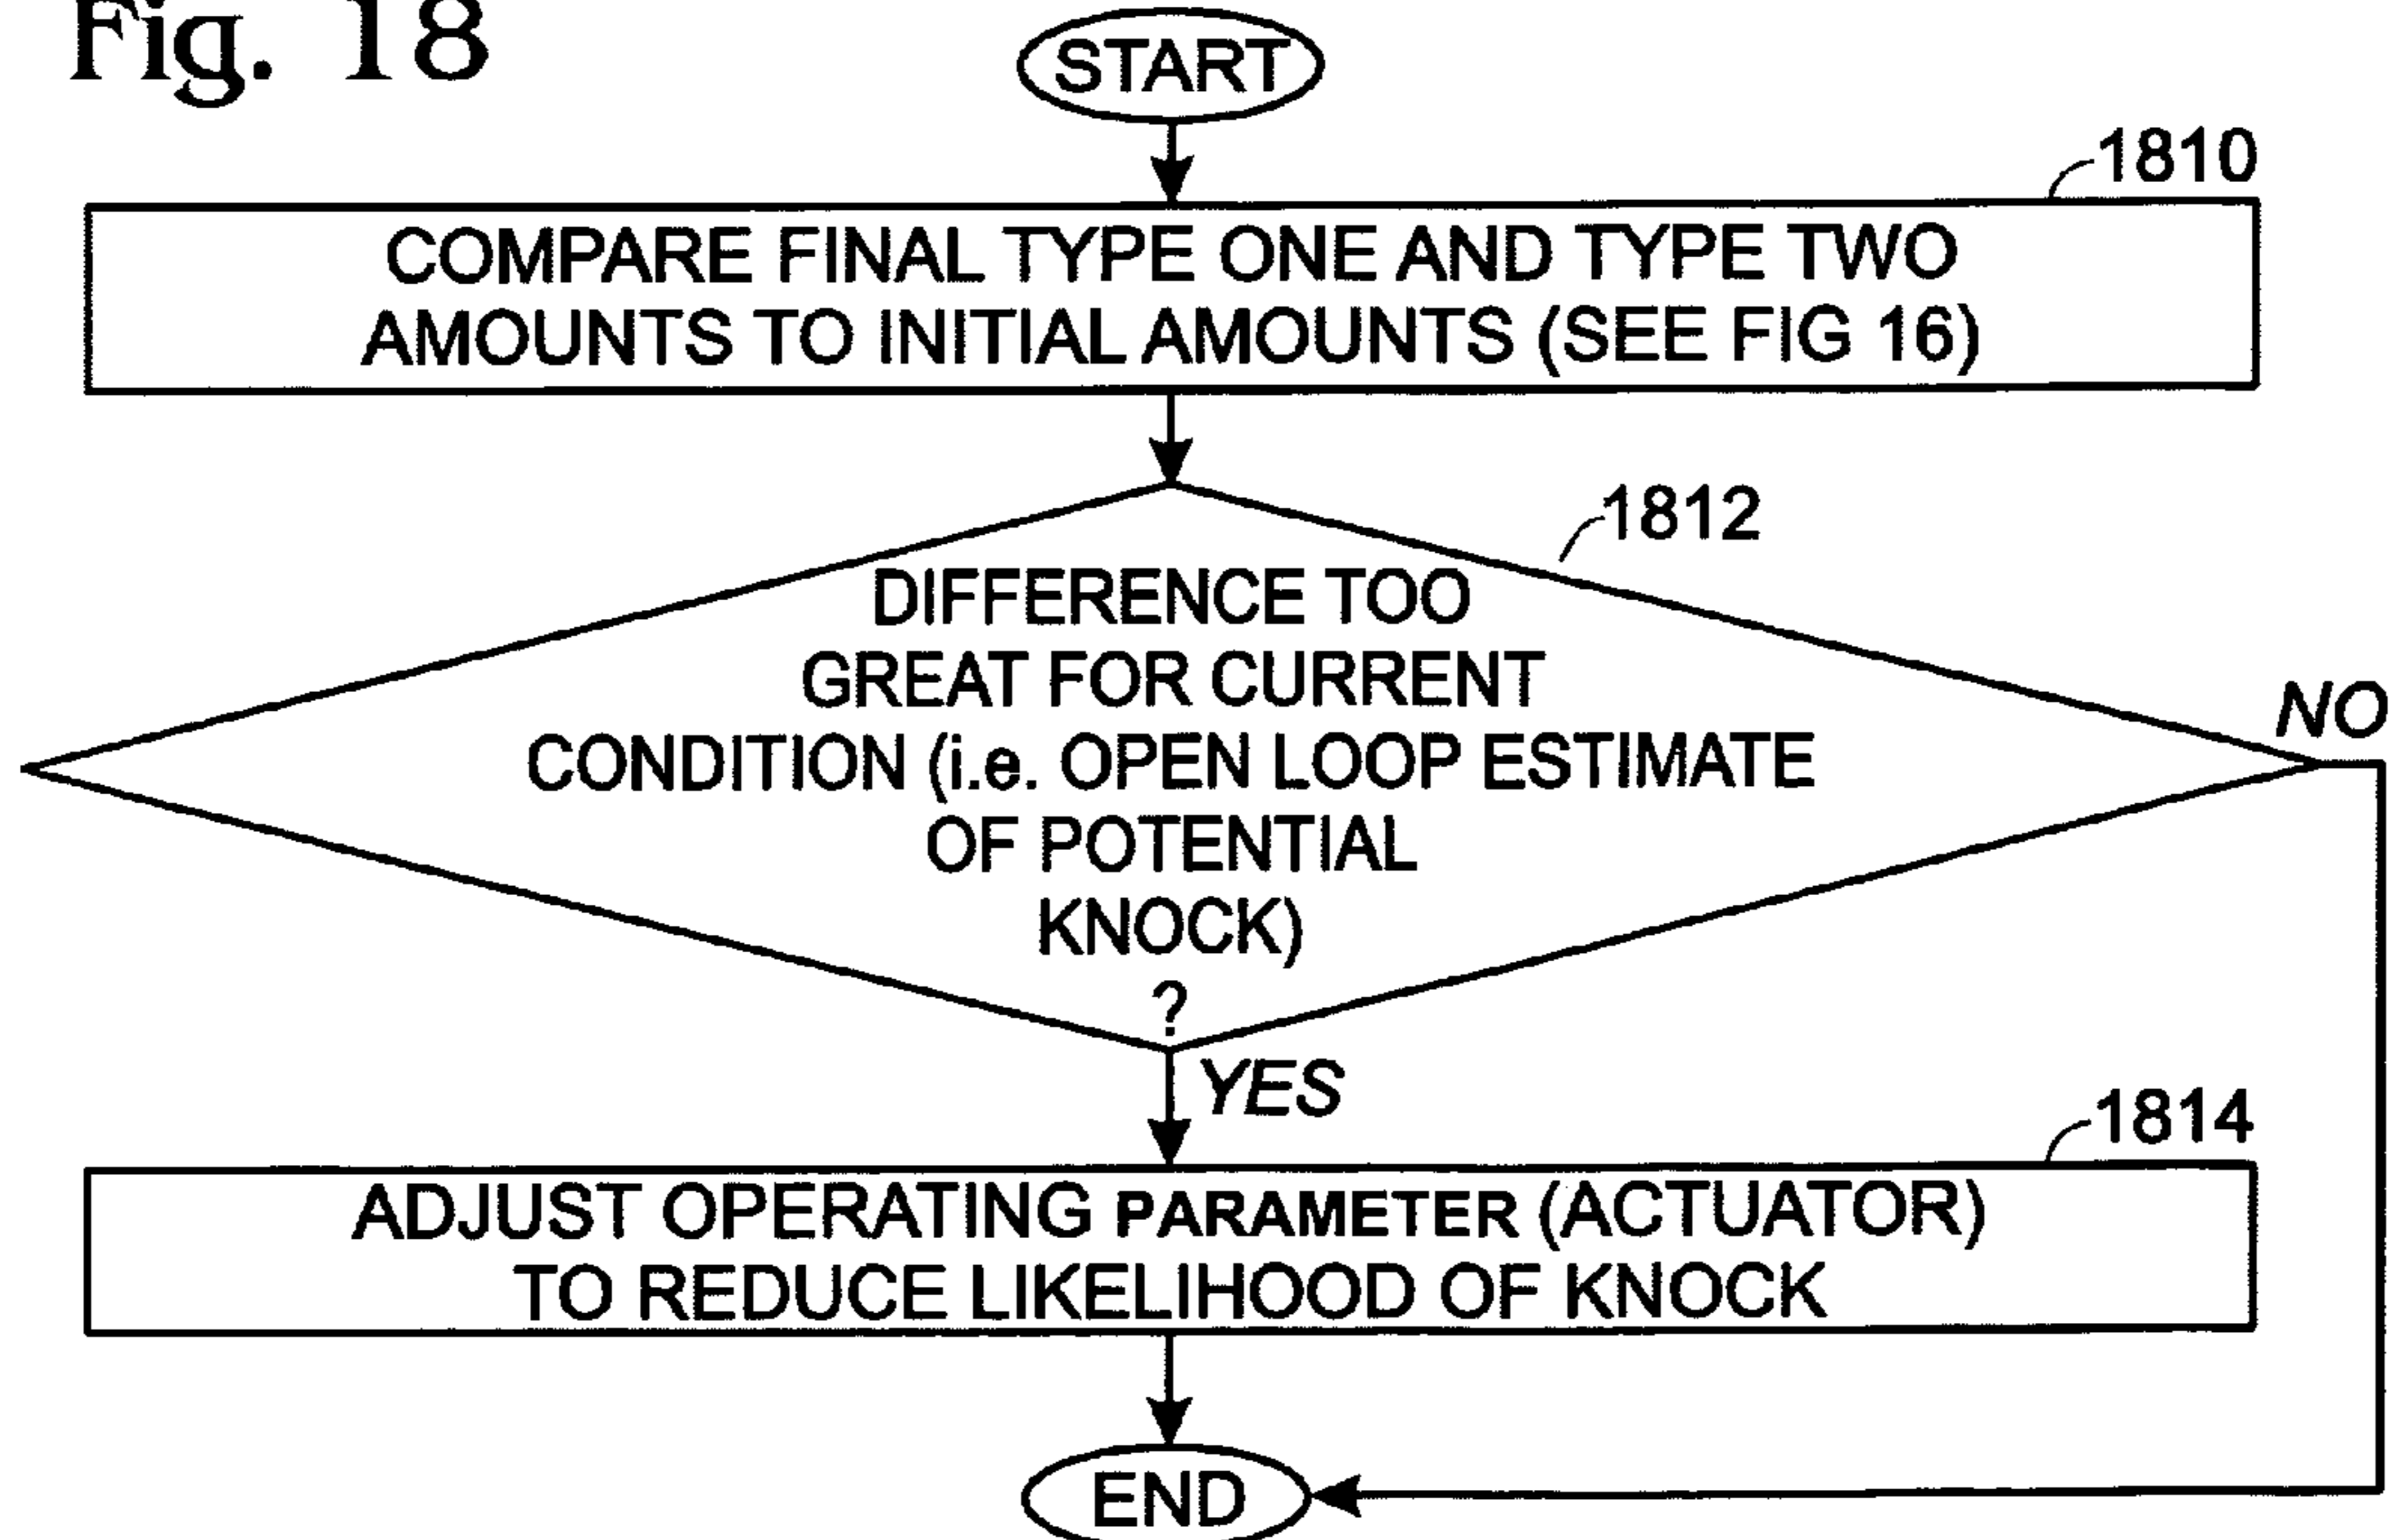 Fig. 18
START
1810
COMPARE FINAL TYPE ONE AND TYPE TWO
AMOUNTS TO INITIAL AMOUNTS (SEE FIG 16)
1812
DIFFERENCE TOO
GREAT FOR CURRENT
CONDITION (i.e. OPEN LOOP ESTIMATE
OF POTENTIAL
KNOCK)
?
NO
YES
1814
ADJUST OPERATING PARAMETER (ACTUATOR)
TO REDUCE LIKELIHOOD OF KNOCK
END